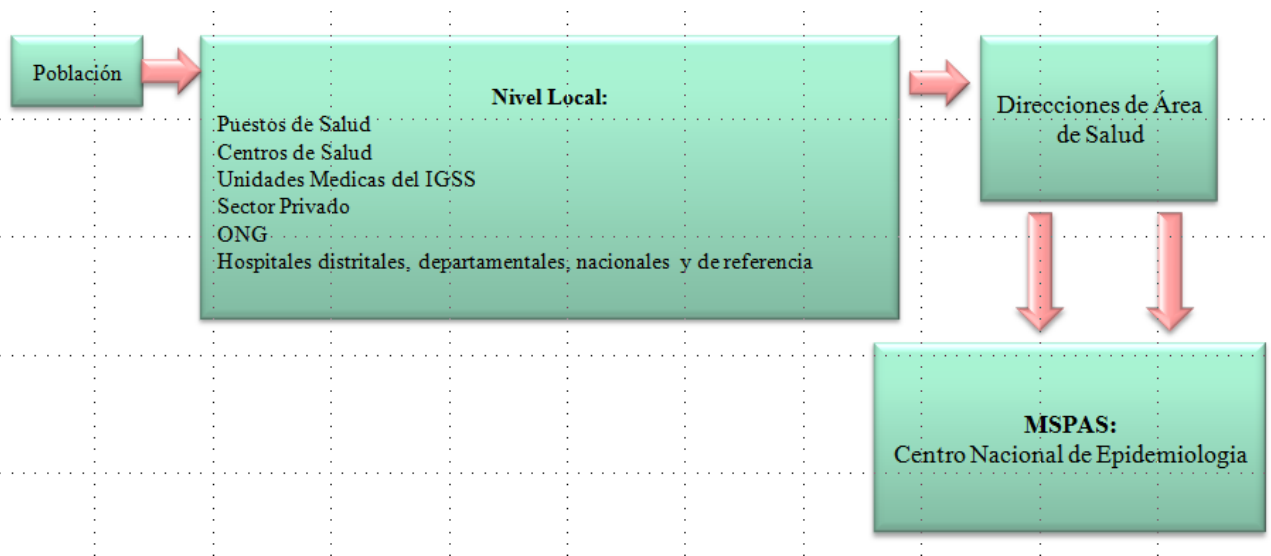 Población
Nivel Local:
Puestos de Salud
Centros de Salud
Unidades Medicas del IGSS
Sector Privado
ONG
Hospitales distritales, departamentales, nacionales y de referencia
Direcciones de Área
de Salud
MSPAS:
Centro Nacional de Epidemiologia